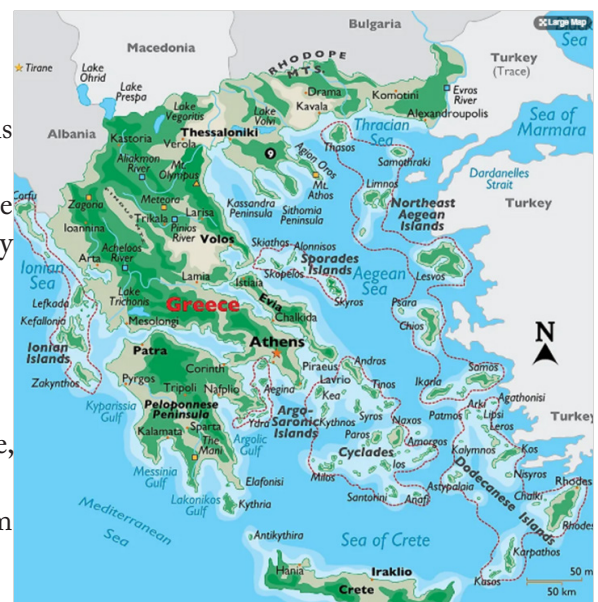 Large Map
Bulgaria
Sea
Macedonia
Tirane
Lake
Ohrid
Lake
Prespa
RHODOPE
MTS.
Turkey
(Trace)
Drama
Kavala
Komotini
Evros
River
Alexandroupolis
Lake
Vegoritis
Lake
Volvi
Thessaloniki
Kastoria
Verola
Albania
Thracian
Sea
Sea of
Marmara
is
Aliakmon
River
Mt.
Olympus
9
Agion Oros
Thasos
Samothraki
Mt.
Athos
Limnos
Dardanelles
Strait
e
Corfu
Zagoria
Meteora
Trikala
Larisa
Pinios
River
Kassandra
Peninsula
Sithomia
Peninsula
Northeast
Aegean
Islands
Turkey
y
Ioannina
Volos
Skiathos
Alonnisos
Arta
Acheloos
River
Sporades
Islands
Aegean
Sea
Lesvos
Ionian
Sea
Lamia
Istiaia
Skopelos
Skyros
Lefkada
Lake
Trichonis
Greece
Evia
Psara
Kefallonia
Mesolongi
Chalkida
Chios
N
Ionian
Islands
Patra
Athens
Zakynthos
Corinth
Piraeus
Andros
Samos
Pyrgos
Tripoli
Nafplio
Aegina
Lavrio
Kea
Tinos
Ikaria
Agathonisi
Kyparissia
Gulf
Peloponnese
Peninsula
Ydra
Argo-
Saronic
Islands
Kythnos
Syros
Naxos
Patmos
Arki
Lipsi
Leros
Turkey
Kalamata
Sparta
The
Mani
Argolic
Gulf
Paros
Amorgos
Kalymnos
Kos
e,
Cyclades
Ios
Nisyros
Messinia
Gulf
Elafonisi
Milos
Astypalaia
Chalki
Rhodes
Lakonikos
Gulf
Kythria
Santorini
Anafi
Dodecanese Islands
Rhodes
m
Mediterranean
Sea
Antikythira
Sea of Crete
Karpathos
Hania
Iraklio
Kasos
50 m
Crete
50 km